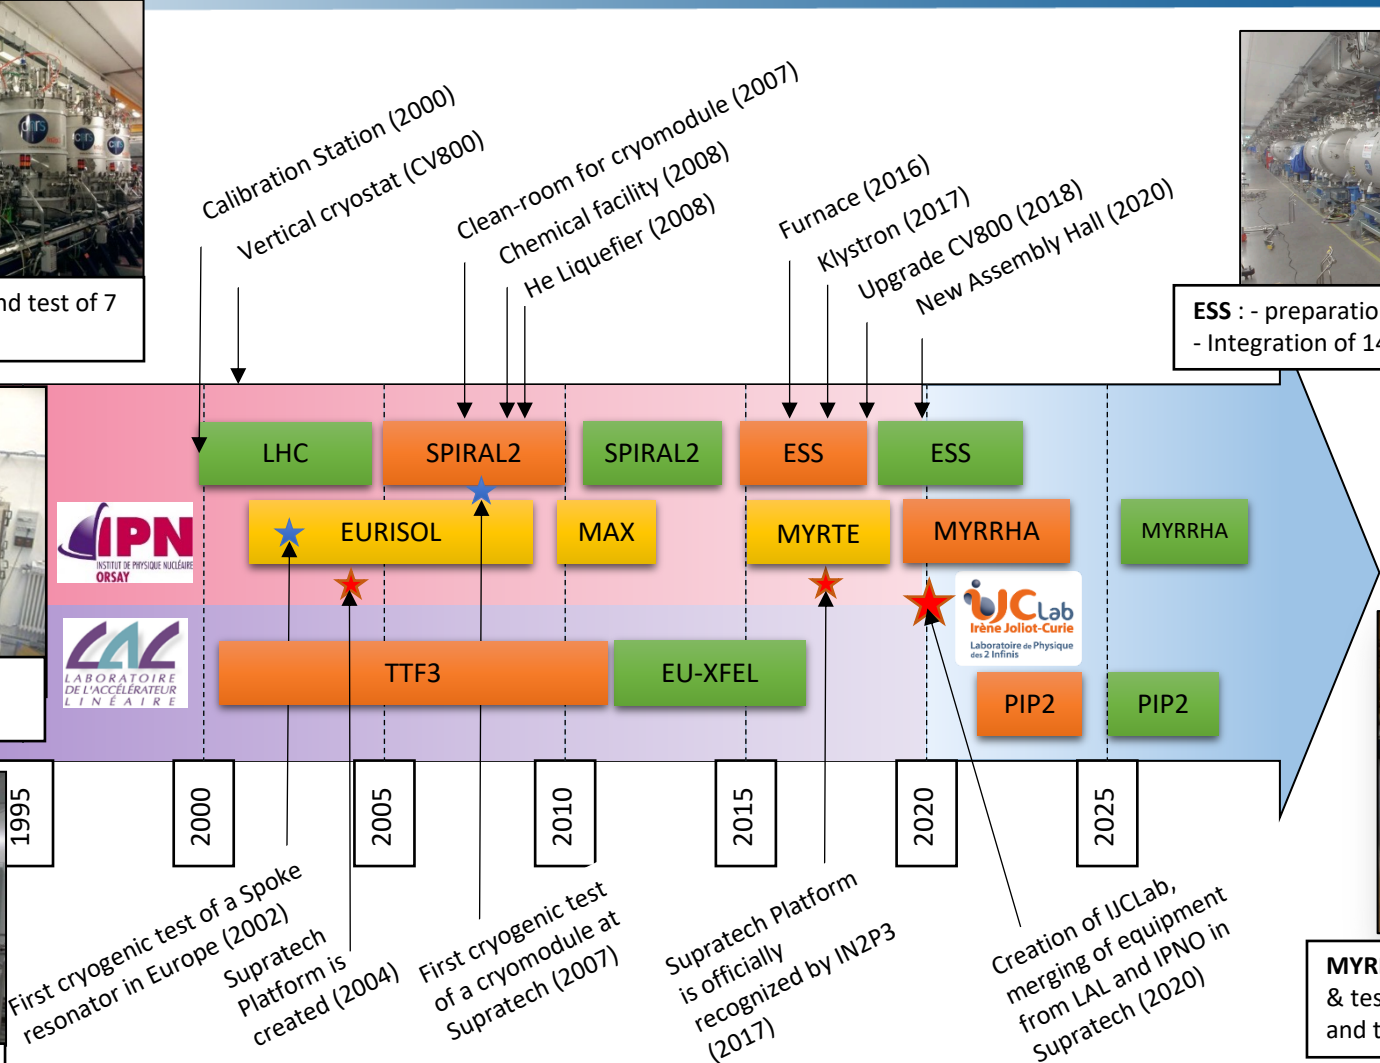 cnrs
cnrs
Calibration Station (2000)
Vertical cryostat (CV800)
Clean-room for cryomodule (2007)
Chemical facility (2008)
He Liquefier (2008)
Furnace (2016)
Klystron (2017)
Upgrade CV800 (2018)
New Assembly Hall (2020)
nd test of 7
ESS : - preparatio
- Integration of 14
LHC
SPIRAL2
SPIRAL2
ESS
ESS
IPN
INSTITUT DE PHYSIQUE NUCLÉAIRE
ORSAY
EURISOL
MAX
MYRTE
MYRRHA
MYRRHA
iJCLab
Irène Joliot-Curie
Laboratoire de Physique
des 2 Infinis
LAL
LABORATOIRE
DE L'ACCÉLÉRATEUR
LINÉAIRE
TTF3
EU-XFEL
PIP2
PIP2
1995
2000
2005
2010
2015
2020
2025
First cryogenic test of a Spoke
resonator in Europe (2002)
Supratech
Platform is
created (2004)
First cryogenic test
of a cryomodule at
Supratech (2007)
Supratech Platform
is officially
recognized by IN2P3
(2017)
Creation of IJCLab,
merging of equipment
from LAL and IPNO in
Supratech (2020)
MYR
& tes
and t